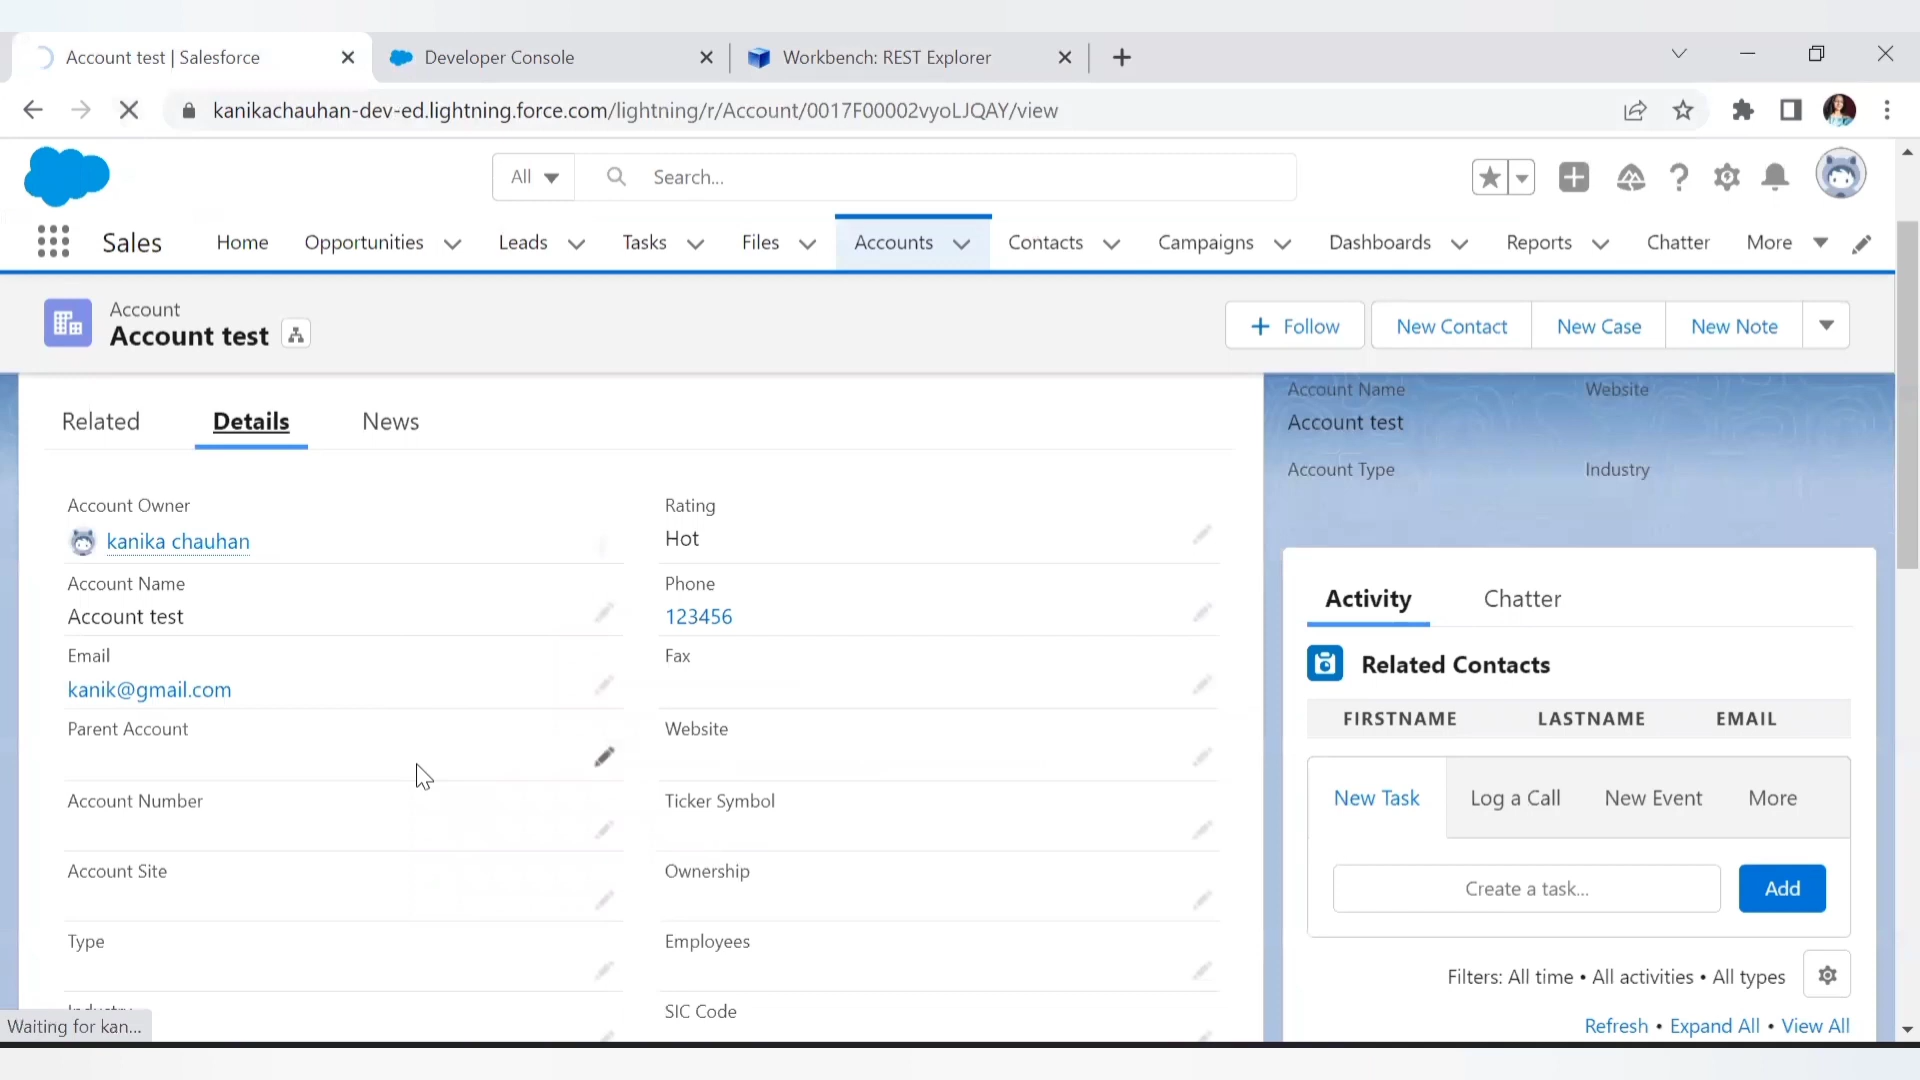 Account test | Salesforce
Developer Console
Workbench: REST Explorer
kanikachauhan-dev-ed.lightning.force.com/lightning/r/Account/0017F00002vyoLJQAY/view
All
Search...
Sales
Home
Opportunities
Leads
Tasks
Files
Accounts
Contacts
Campaigns
Dashboards
Reports
Chatter
More
Account
Account test
Follow
New Contact
New Case
New Note
Related
Details
News
Account Owner
kanika chauhan
Rating
Hot
Account Name
Account test
Phone
123456
Email
kanik@gmail.com
Fax
Parent Account
Website
Account Number
Ticker Symbol
Account Site
Ownership
Type
Employees
Industry
SIC Code
Waiting for kan...
Account Name
Account test
Website
Account Type
Industry
Activity
Chatter
Related Contacts
FIRSTNAME
LASTNAME
EMAIL
New Task
Log a Call
New Event
More
Create a task...
Add
Filters: All time • All activities • All types
Refresh • Expand All • View All